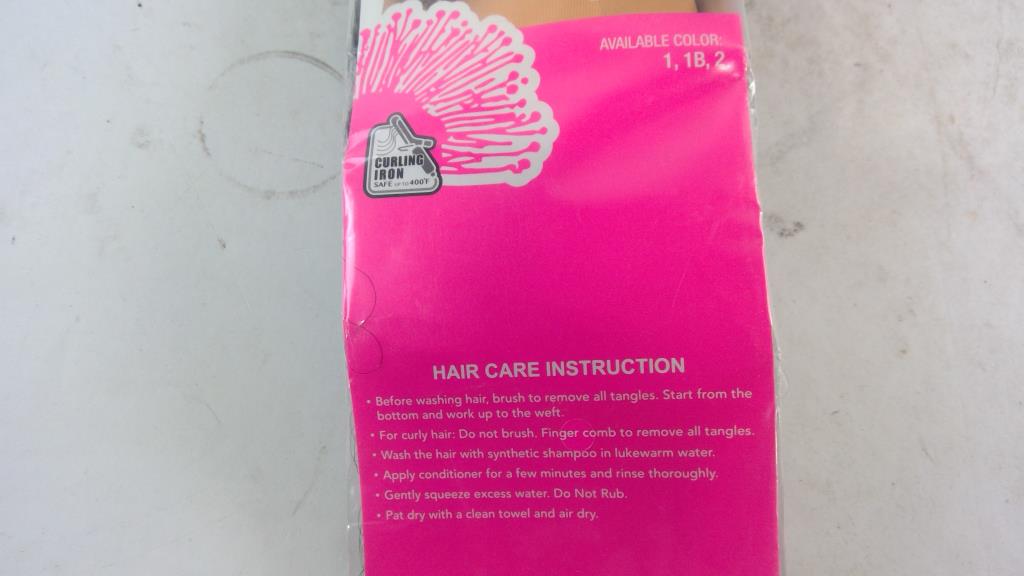 AVAILABLE COLOR:
1, 1B, 2
CURLING
IRON
SAFE UP TO 400°F
HAIR CARE INSTRUCTION
• Before washing hair, brush to remove all tangles. Start from the
bottom and work up to the weft.
• For curly hair: Do not brush. Finger comb to remove all tangles.
• Wash the hair with synthetic shampoo in lukewarm water.
• Apply conditioner for a few minutes and rinse thoroughly.
• Gently squeeze excess water. Do Not Rub.
• Pat dry with a clean towel and air dry.